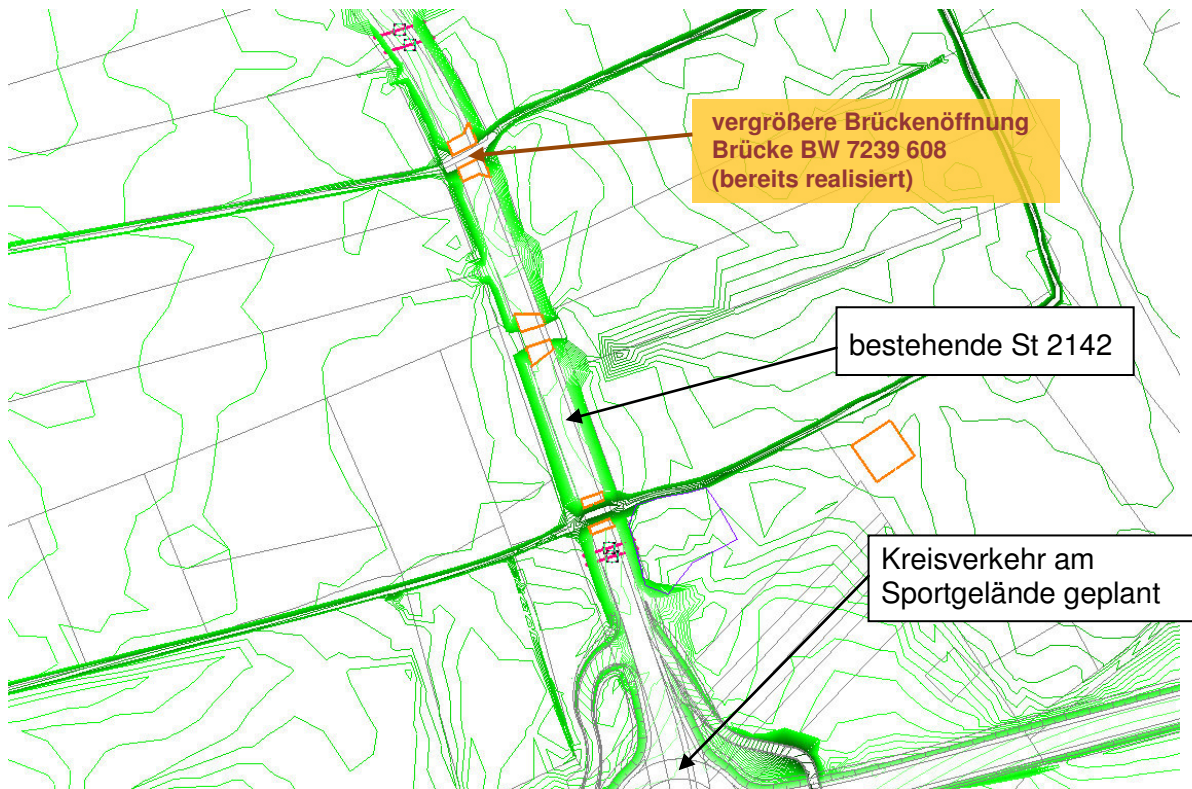 vergrößere Brückenöffnung
Brücke BW 7239 608
(bereits realisiert)
bestehende St 2142
Kreisverkehr am
Sportgelände geplant